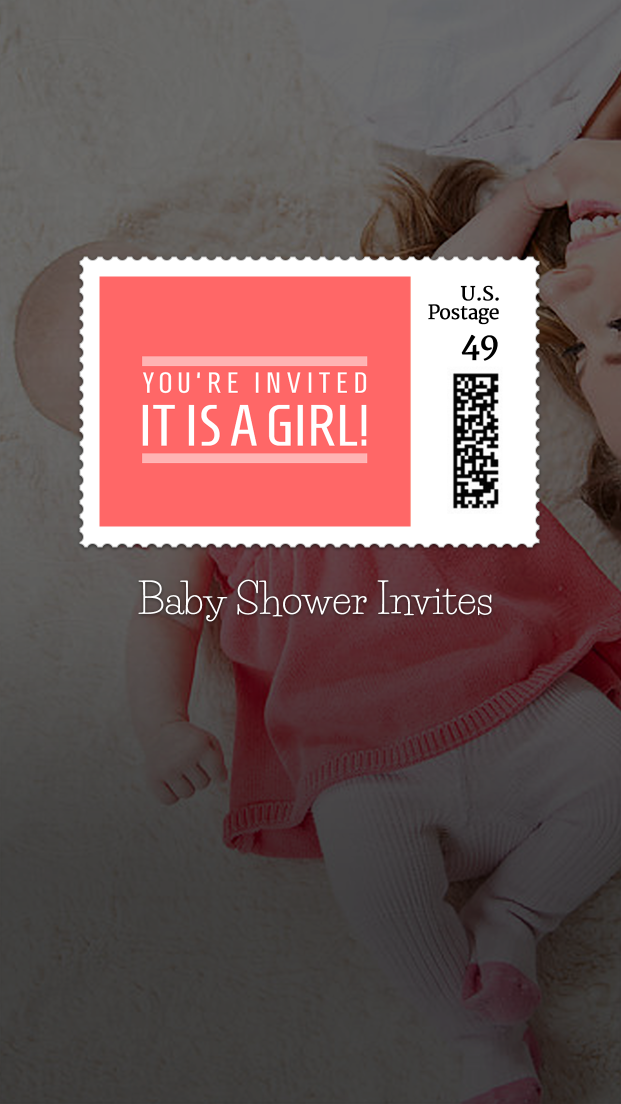 U.S.
Postage
49
YOU'RE INVITED
IT IS A GIRL!
Baby Shower Invites